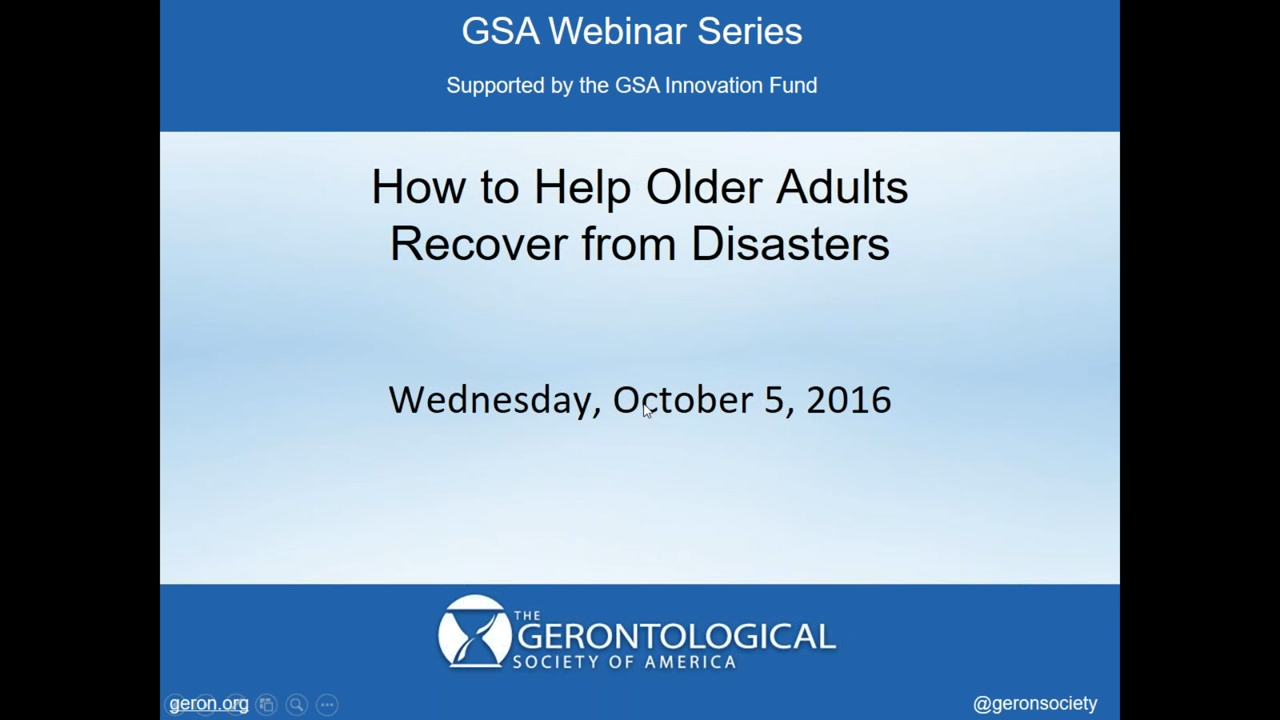 GSA Webinar Series
Supported by the GSA Innovation Fund
How to Help Older Adults
Recover from Disasters
Wednesday, October 5, 2016
THE
GERONTOLOGICAL
SOCIETY OF AMERICA
geron.org
@geronsociety